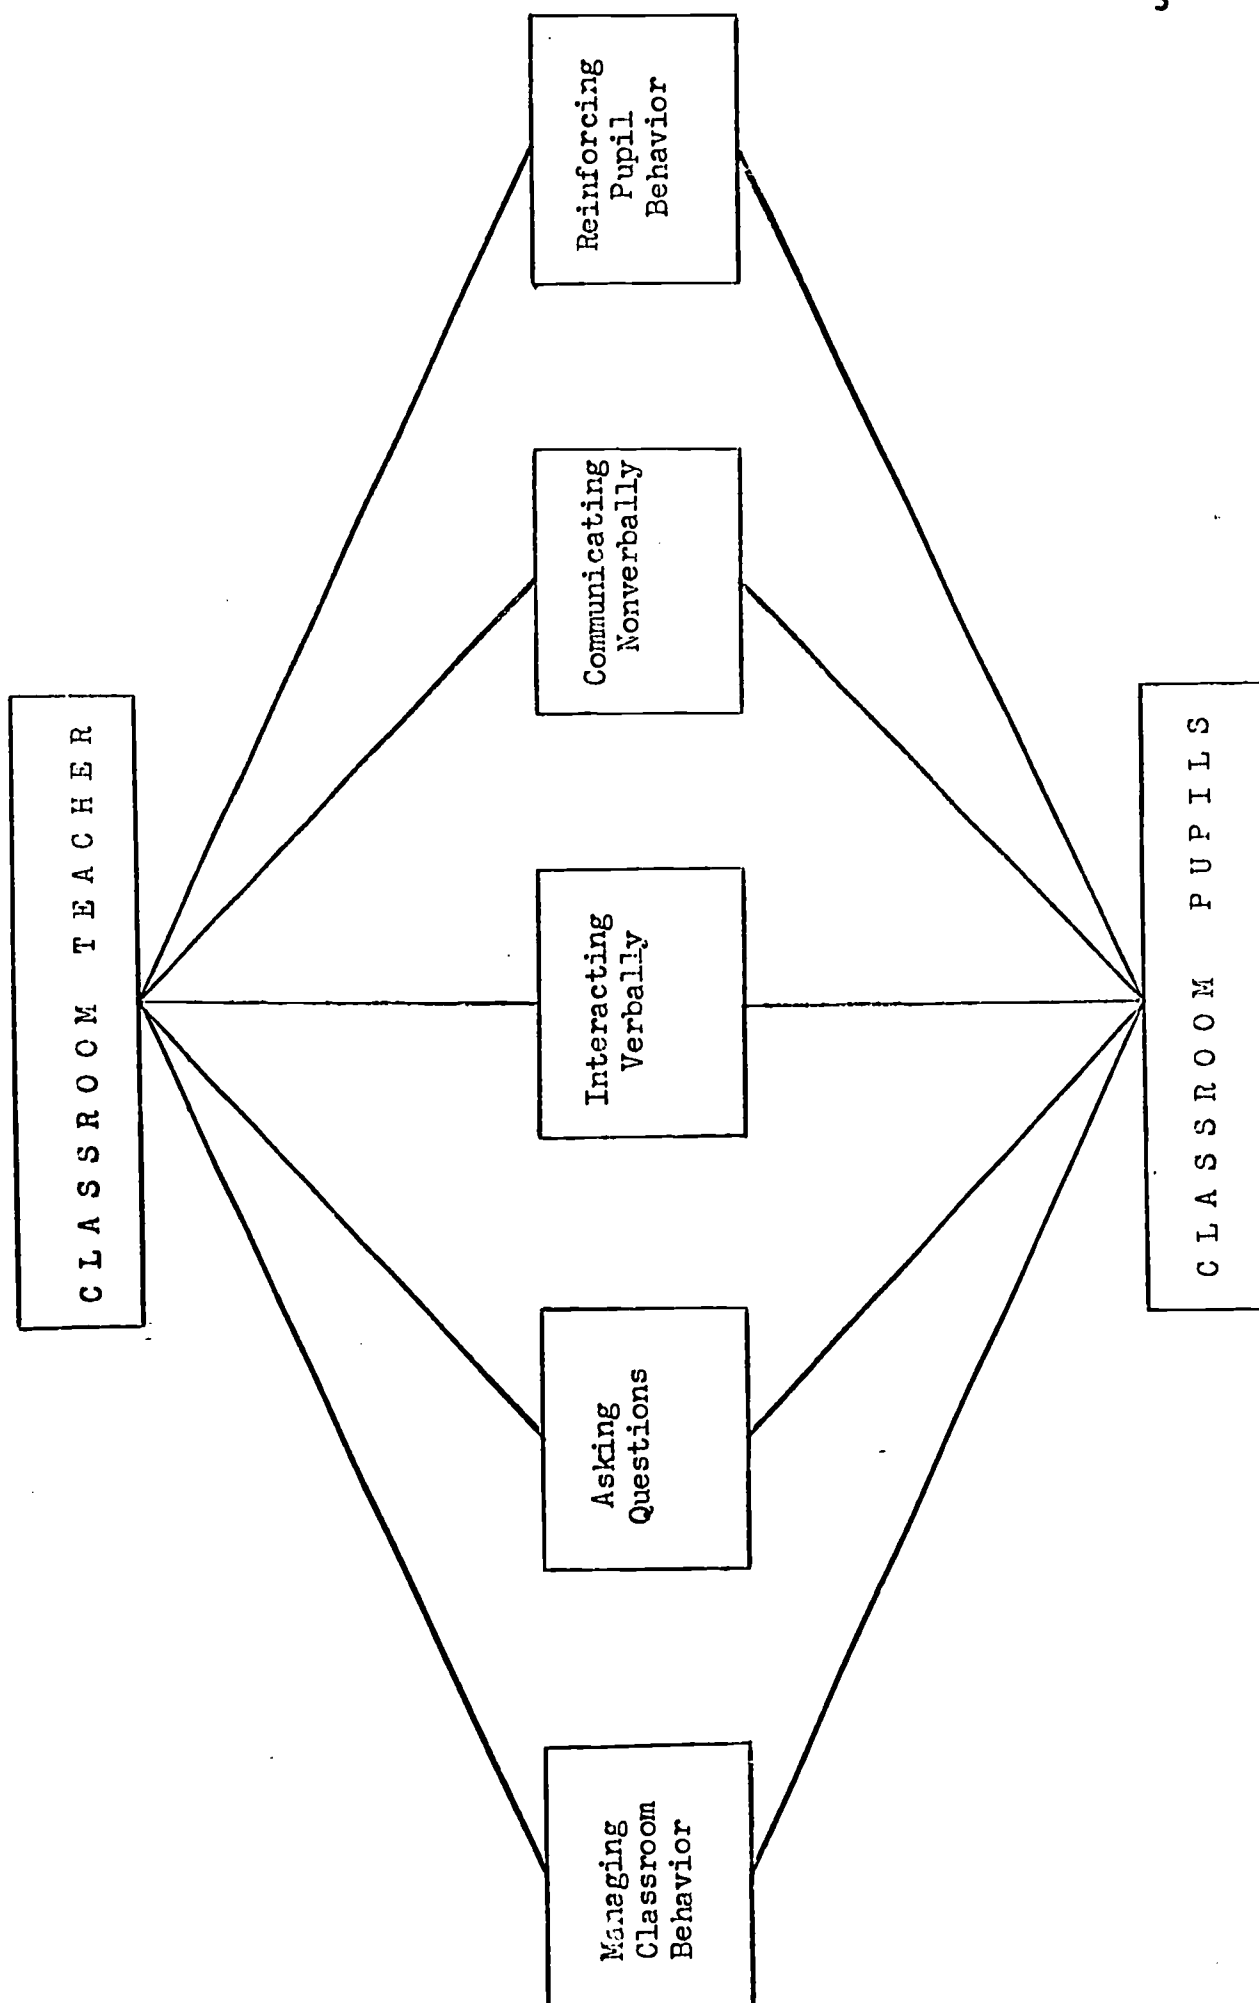 CLASSROOM TEACHER
Managing
Classroom
Behavior
Asking
Questions
Interacting
Verbally
Communicating
Nonverbally
Reinforcing
Pupil
Behavior
CLASSROOM PUPILS